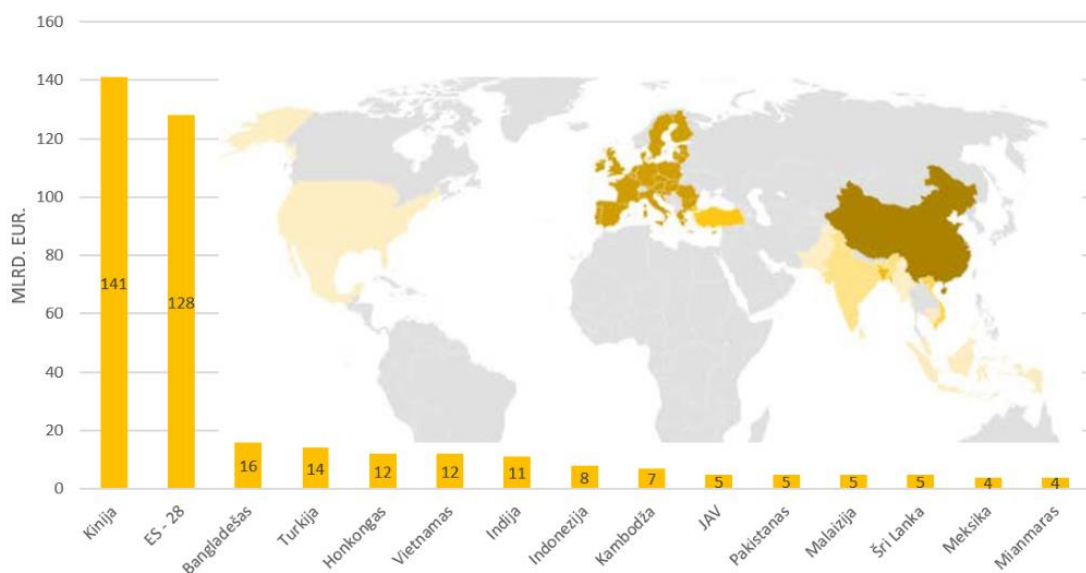 160
140
120
100
80
60
40
20
0
MLRD. EUR.
141
128
16
14
12
12
11
8
7
5
5
5
5
4
4
Kinija
ES - 28
Bangladešas
Turkija
Honkongas
Vietnamas
Indija
Indonezija
Kambodža
JAV
Pakistanas
Malaizija
Šri Lanka
Meksika
Mianmaras